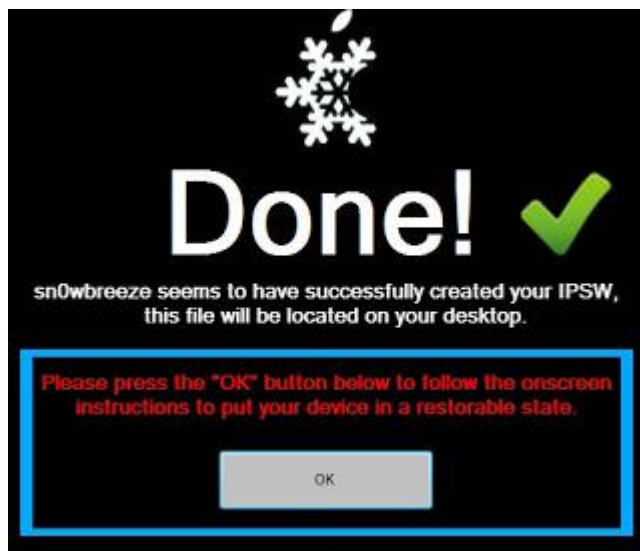 Done!
sn0wbreeze seems to have successfully created your IPSW,
this file will be located on your desktop.
Please press the "OK" button below to follow the onscreen
instructions to put your device in a restorable state.
OK